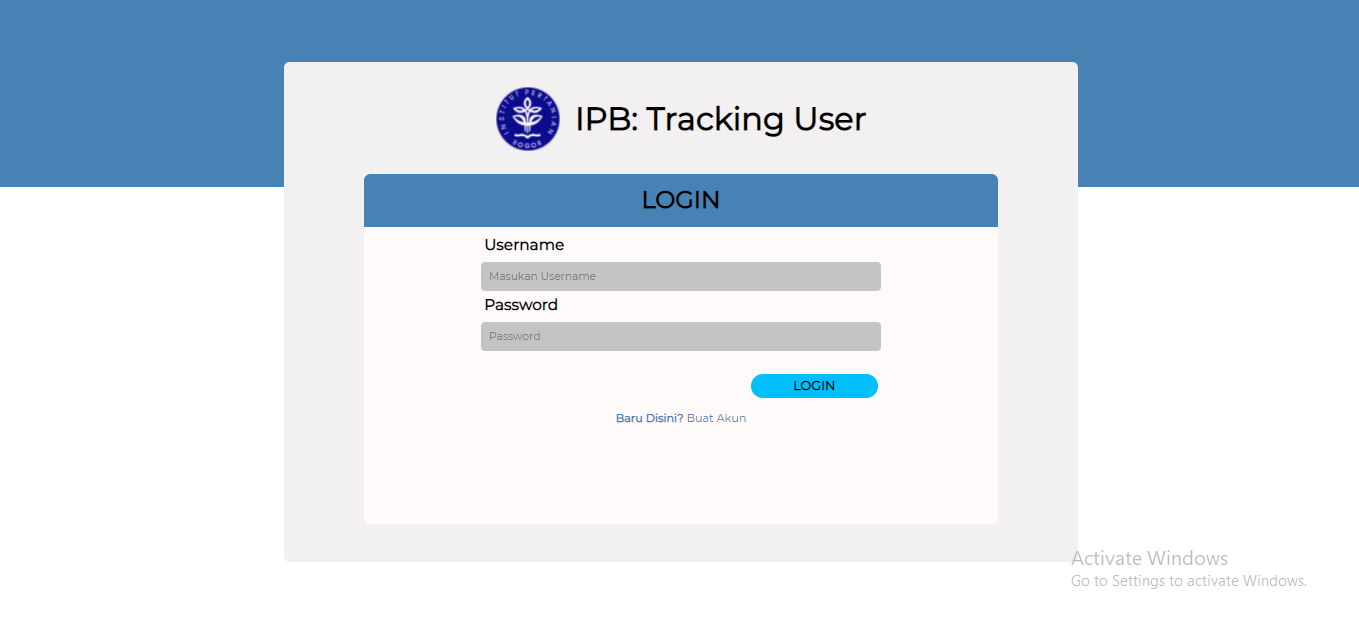 INSTITUT PERTANIAN
BOGOR
IPB: Tracking User
LOGIN
Username
Masukan Username
Password
Password
LOGIN
Baru Disini? Buat Akun
Activate Windows
Go to Settings to activate Windows.